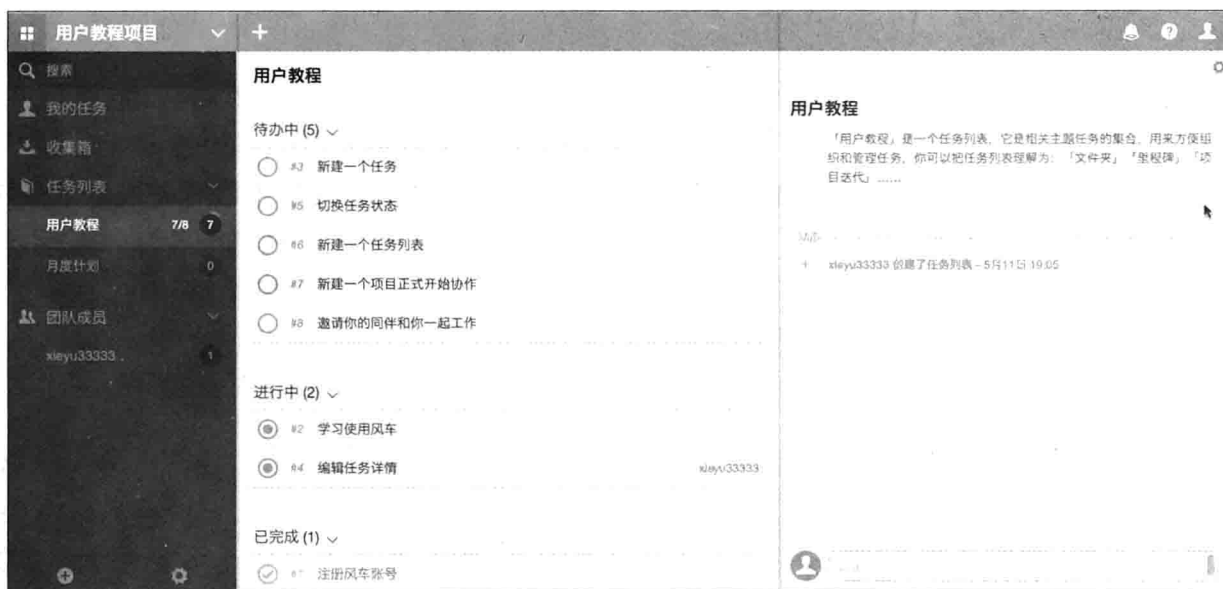 用户教程项目
搜索
我的任务
收集箱
任务列表
用户教程 7/8 7
月度计划 0
团队成员
xieyu33333 1
用户教程
待办中 (5)
#3 新建一个任务
#5 切换任务状态
#6 新建一个任务列表
#7 新建一个项目正式开始协作
#8 邀请你的同伴和你一起工作
进行中 (2)
#2 学习使用风车
#4 编辑任务详情 xieyu33333
已完成 (1)
注册风车账号
用户教程
「用户教程」是一个任务列表，它是相关主题任务的集合，用来方便组
织和管理任务，你可以把任务列表理解为：「文件夹」「里程碑」「项
目迭代」……
+ xieyu33333 创建了任务列表 – 5月11日 19:05